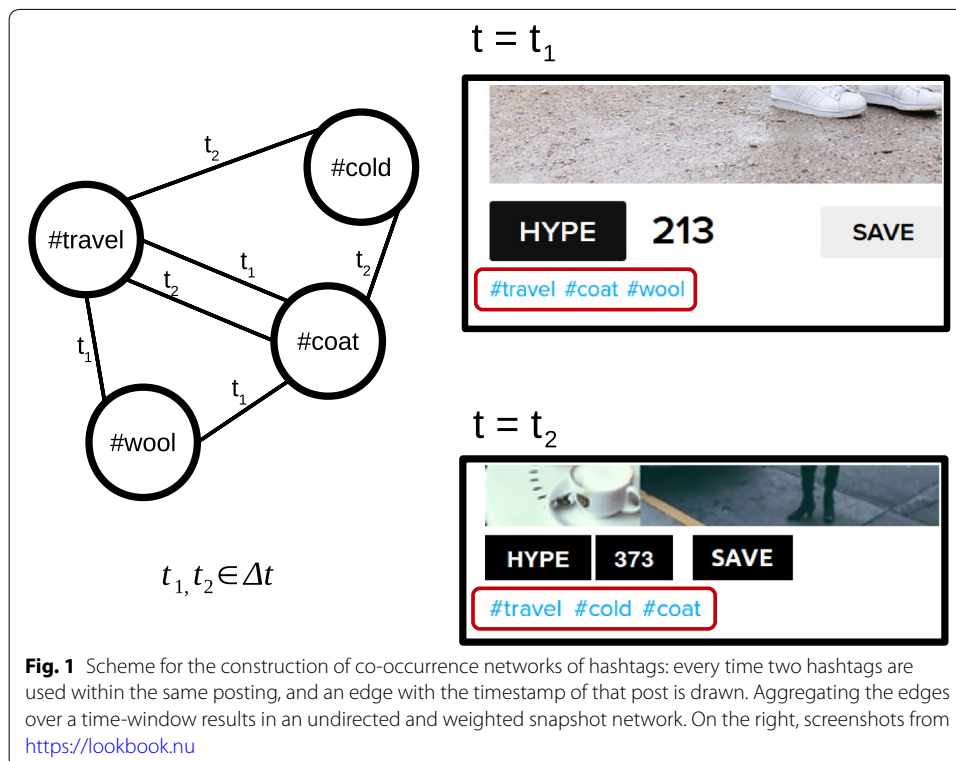 t = t1
t2
#cold
#travel
t1
t2
t2
#coat
t1
t1
#wool
t1, t2 ∈ Δt
HYPE 213 SAVE
#travel #coat #wool
t = t2
HYPE 373 SAVE
#travel #cold #coat
Fig. 1 Scheme for the construction of co-occurrence networks of hashtags: every time two hashtags are
used within the same posting, and an edge with the timestamp of that post is drawn. Aggregating the edges
over a time-window results in an undirected and weighted snapshot network. On the right, screenshots from
https://lookbook.nu